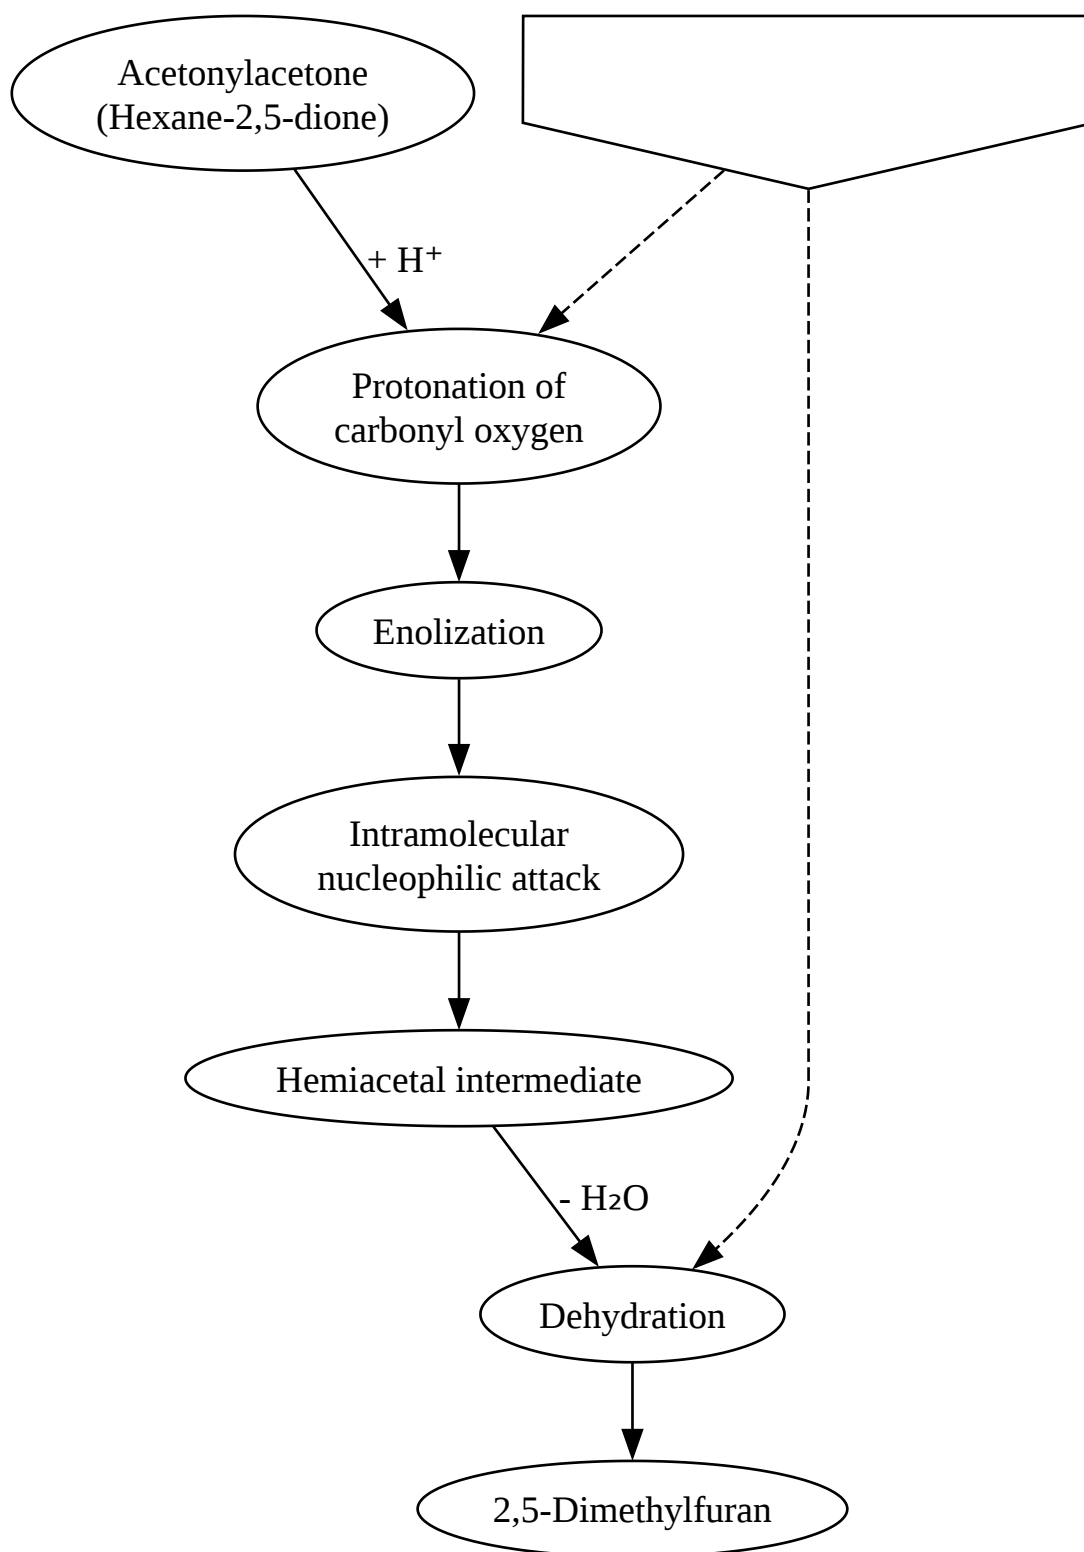 Acetonylacetone
(Hexane-2,5-dione)
+ H⁺
Protonation of
carbonyl oxygen
Enolization
Intramolecular
nucleophilic attack
Hemiacetal intermediate
- H₂O
Dehydration
2,5-Dimethylfuran